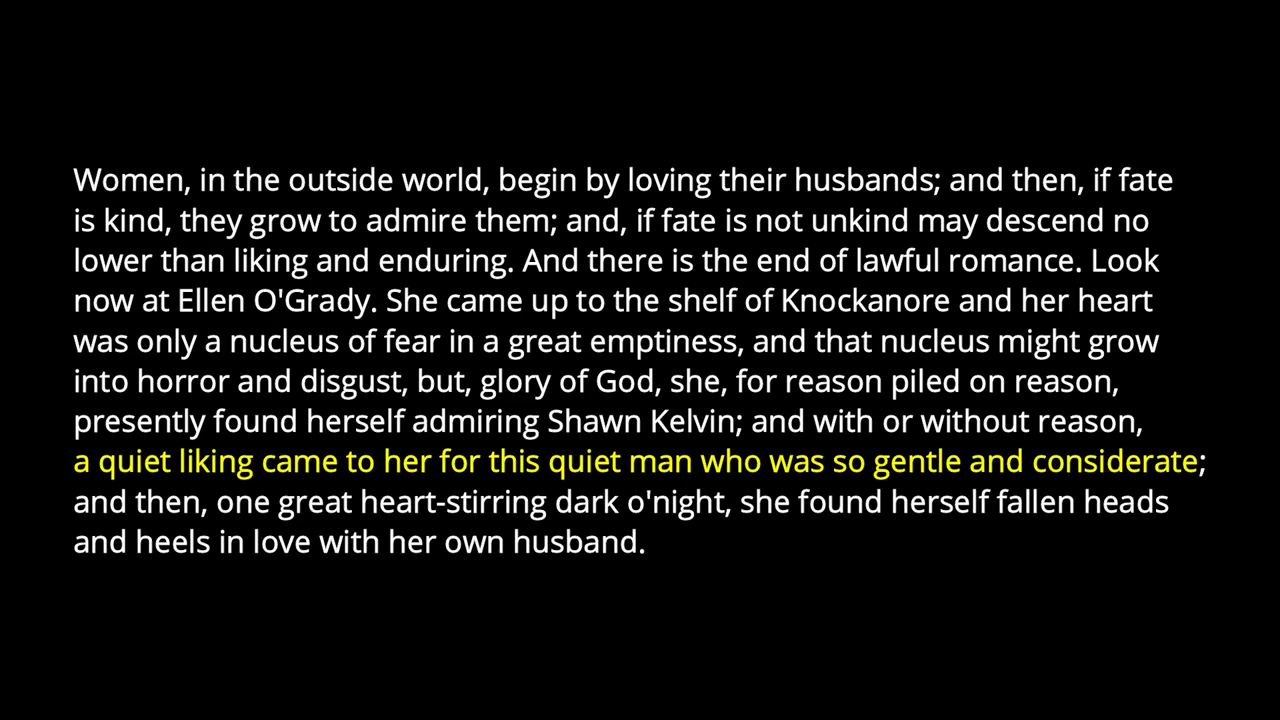 Women, in the outside world, begin by loving their husbands; and then, if fate
is kind, they grow to admire them; and, if fate is not unkind may descend no
lower than liking and enduring. And there is the end of lawful romance. Look
now at Ellen O'Grady. She came up to the shelf of Knockanore and her heart
was only a nucleus of fear in a great emptiness, and that nucleus might grow
into horror and disgust, but, glory of God, she, for reason piled on reason,
presently found herself admiring Shawn Kelvin; and with or without reason,
a quiet liking came to her for this quiet man who was so gentle and considerate;
and then, one great heart-stirring dark o'night, she found herself fallen heads
and heels in love with her own husband.